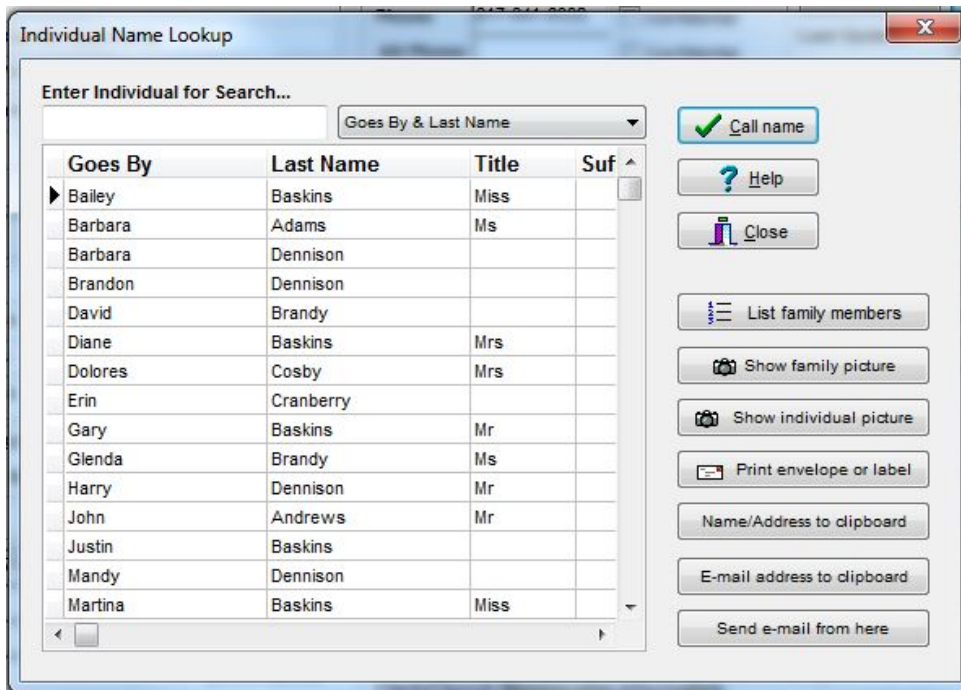 Individual Name Lookup
Enter Individual for Search...
Goes By & Last Name
Goes By Last Name Title Suf
Bailey Baskins Miss
Barbara Adams Ms
Barbara Dennison
Brandon Dennison
David Brandy
Diane Baskins Mrs
Dolores Cosby Mrs
Erin Cranberry
Gary Baskins Mr
Glenda Brandy Ms
Harry Dennison Mr
John Andrews Mr
Justin Baskins
Mandy Dennison
Martina Baskins Miss
Call name
Help
Close
List family members
Show family picture
Show individual picture
Print envelope or label
Name/Address to clipboard
E-mail address to clipboard
Send e-mail from here